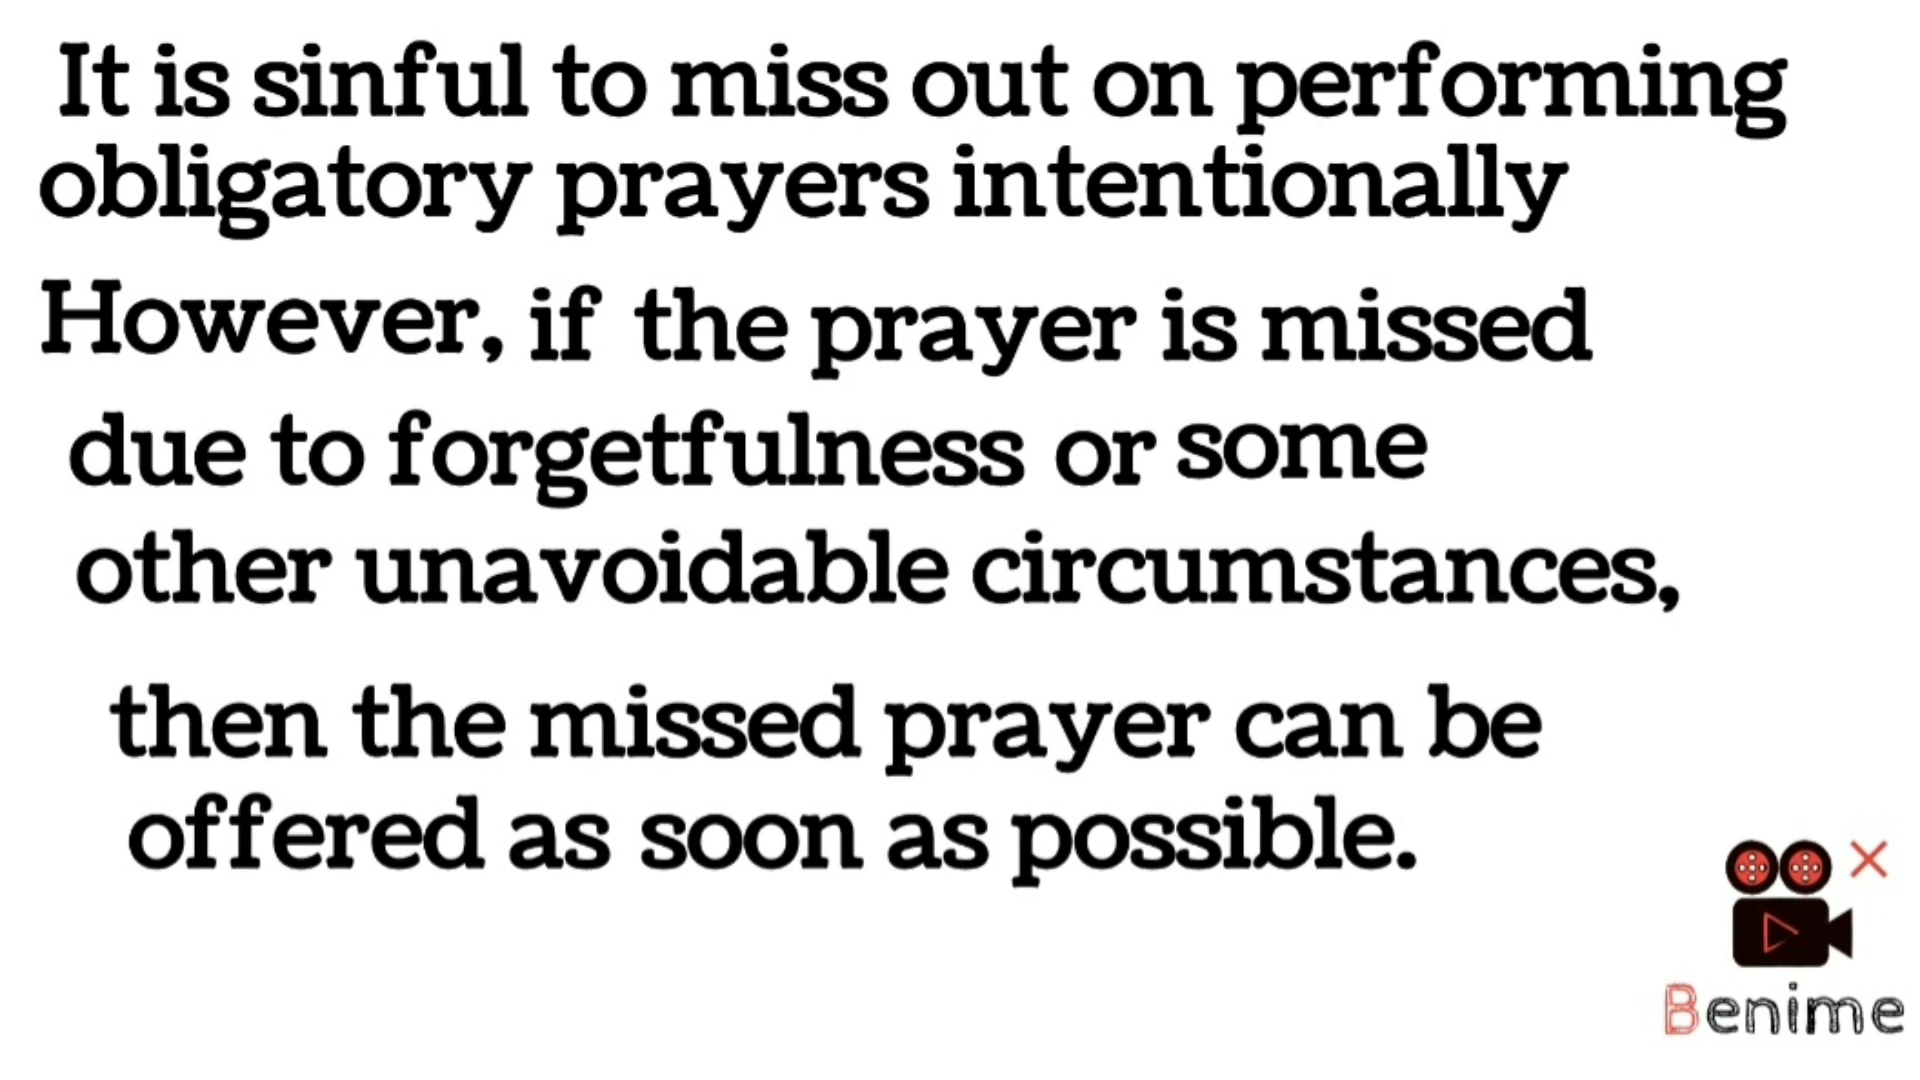 It is sinful to miss out on performing
obligatory prayers intentionally
However, if the prayer is missed
due to forgetfulness or some
other unavoidable circumstances,
then the missed prayer can be
offered as soon as possible.
Benime